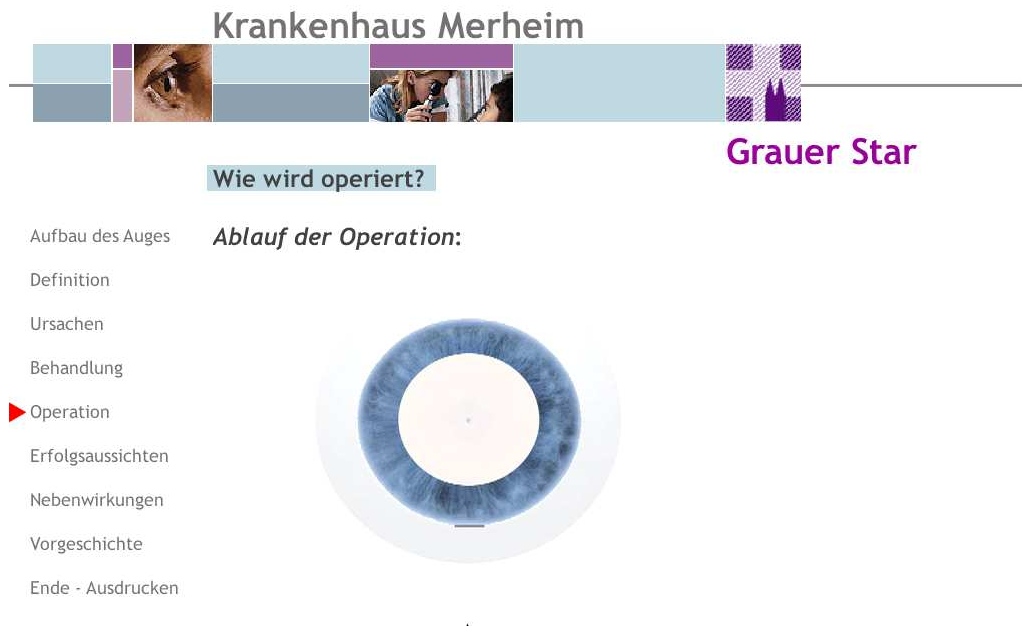 Krankenhaus Merheim
Grauer Star
Wie wird operiert?
Ablauf der Operation:
Aufbau des Auges
Definition
Ursachen
Behandlung
Operation
Erfolgsaussichten
Nebenwirkungen
Vorgeschichte
Ende - Ausdrucken